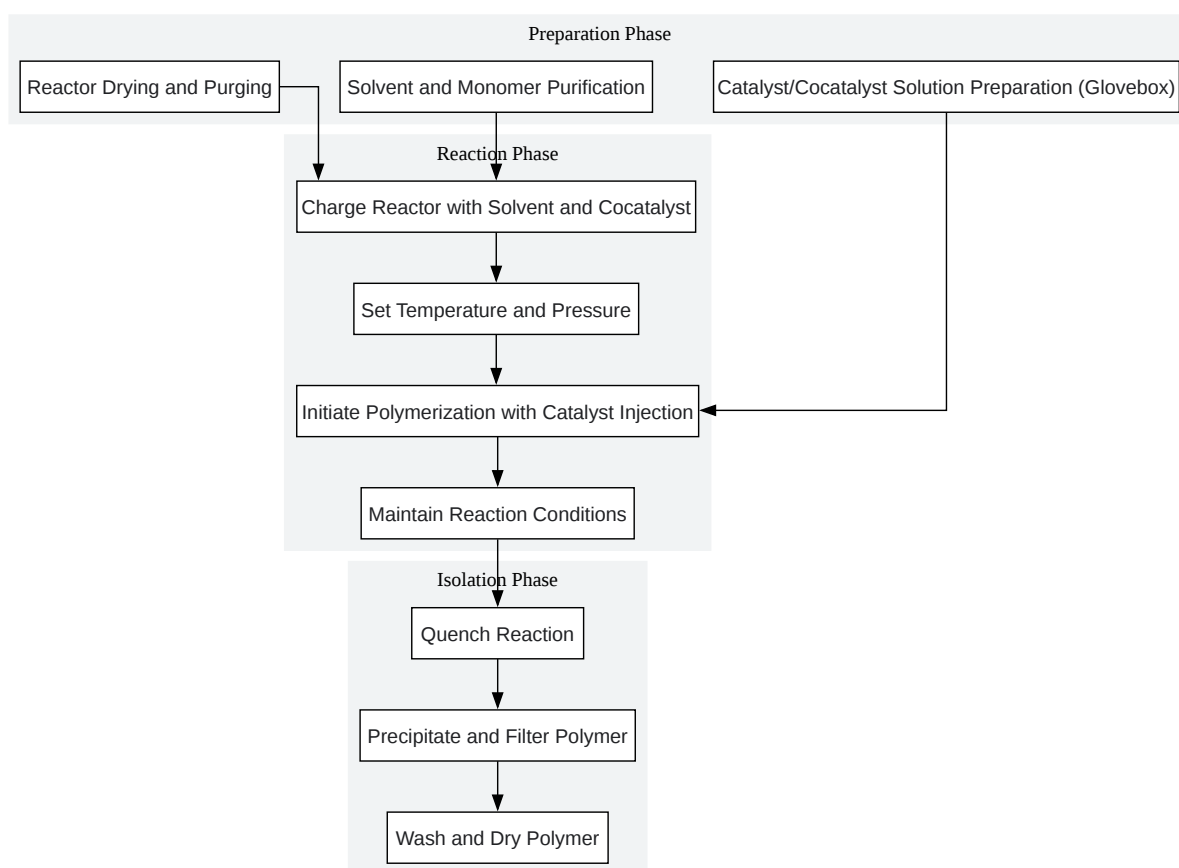 Preparation Phase
Reactor Drying and Purging
Solvent and Monomer Purification
Catalyst/Cocatalyst Solution Preparation (Glovebox)
Reaction Phase
Charge Reactor with Solvent and Cocatalyst
Set Temperature and Pressure
Initiate Polymerization with Catalyst Injection
Maintain Reaction Conditions
Isolation Phase
Quench Reaction
Precipitate and Filter Polymer
Wash and Dry Polymer